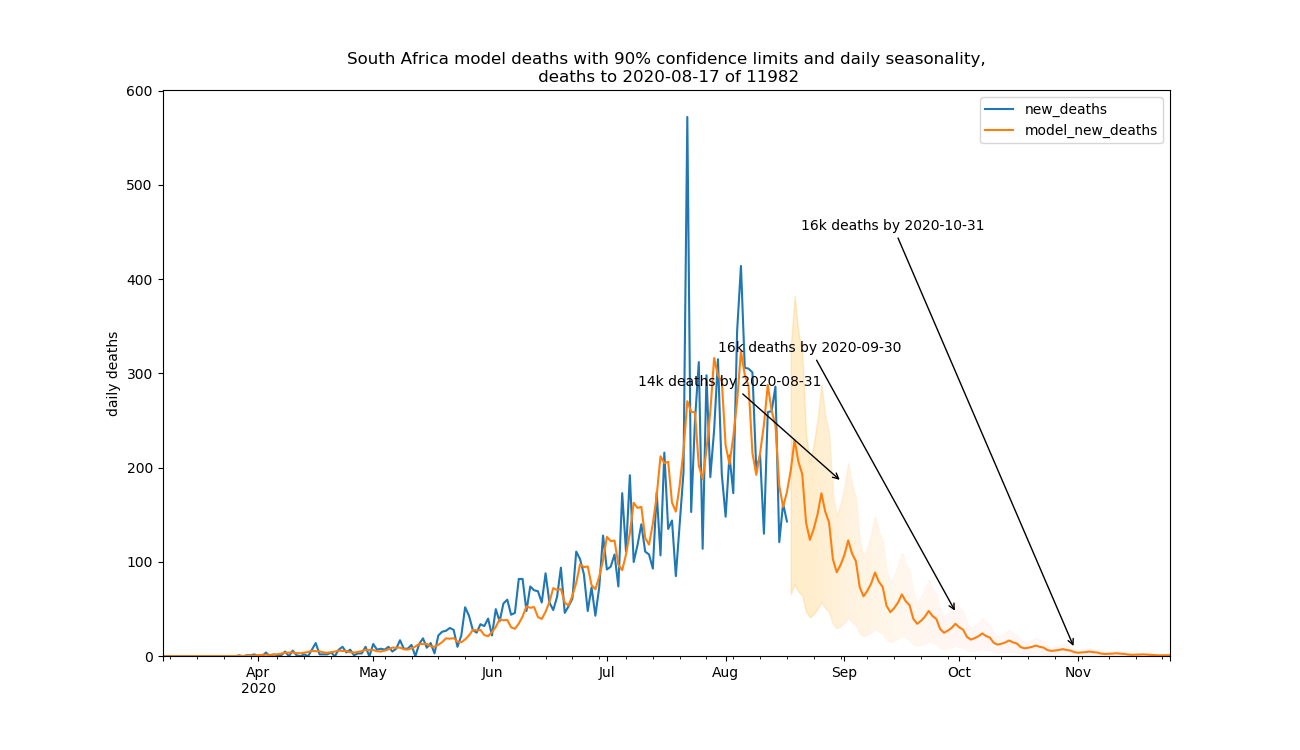 South Africa model deaths with 90% confidence limits and daily seasonality,
deaths to 2020-08-17 of 11982
600
new_deaths
model_new_deaths
500
16k deaths by 2020-10-31
400
16k deaths by 2020-09-30
300
14k deaths by 2020-08-31
daily deaths
200
100
0
Apr May Jun Jul Aug Sep Oct Nov
2020